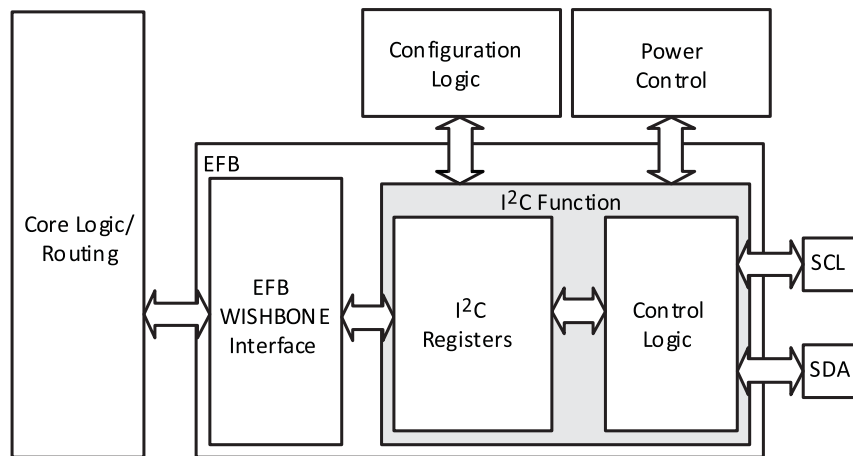 Configuration
Logic
Power
Control
EFB
I²C Function
Core Logic/
Routing
EFB
WISHBONE
Interface
I²C
Registers
Control
Logic
SCL
SDA